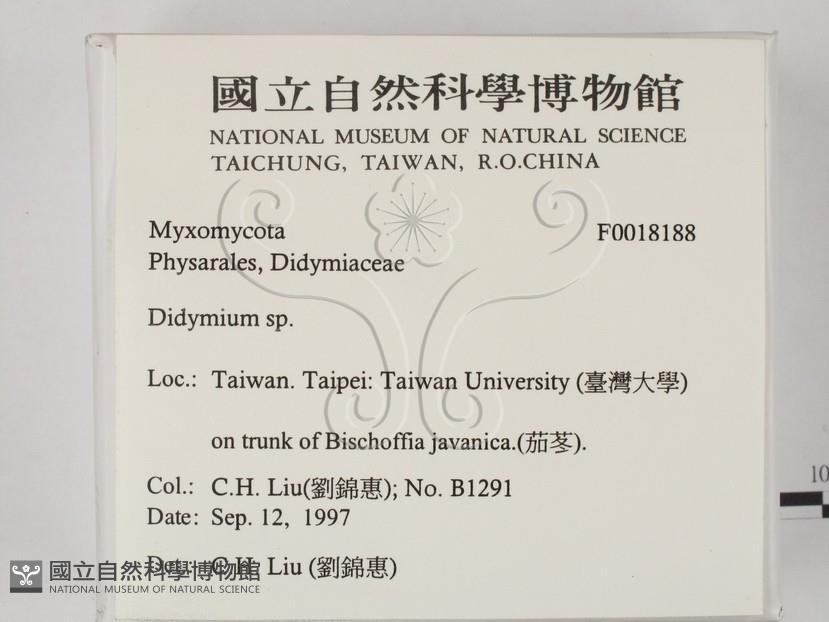 國立自然科學博物館
NATIONAL MUSEUM OF NATURAL SCIENCE
TAICHUNG, TAIWAN, R.O.CHINA
Myxomycota F0018188
Physarales, Didymiaceae
Didymium sp.
Loc.: Taiwan. Taipei: Taiwan University (臺灣大學)
on trunk of Bischoffia javanica.(茄苳).
Col.: C.H. Liu(劉錦惠); No. B1291
Date: Sep. 12, 1997
Det.: C.H. Liu (劉錦惠)
國立自然科學博物館
NATIONAL MUSEUM OF NATURAL SCIENCE
10